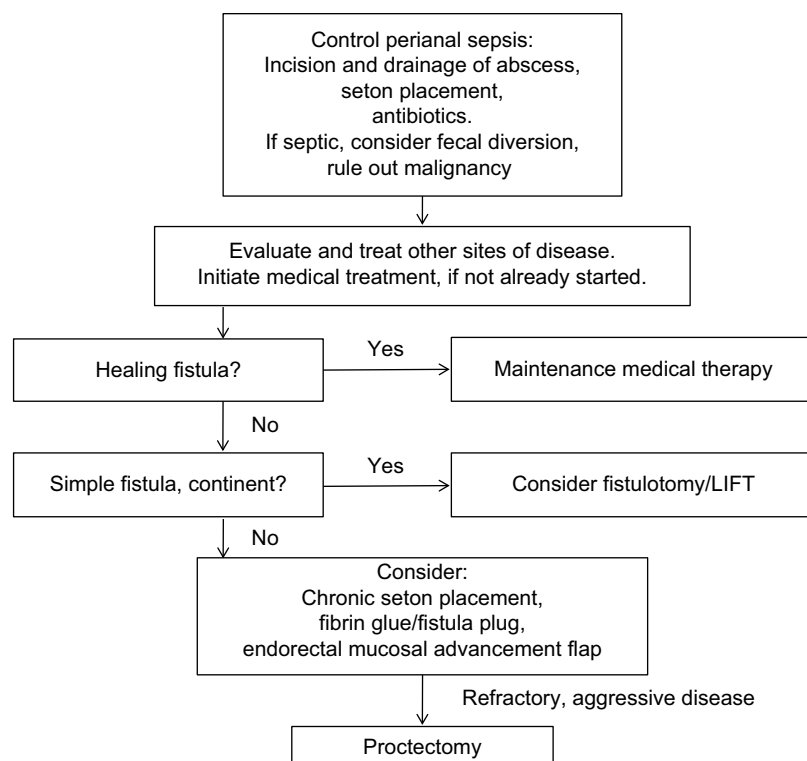 Control perianal sepsis:
Incision and drainage of abscess,
seton placement,
antibiotics.
If septic, consider fecal diversion,
rule out malignancy
Evaluate and treat other sites of disease.
Initiate medical treatment, if not already started.
Healing fistula?
Yes
Maintenance medical therapy
No
Simple fistula, continent?
Yes
Consider fistulotomy/LIFT
No
Consider:
Chronic seton placement,
fibrin glue/fistula plug,
endorectal mucosal advancement flap
Refractory, aggressive disease
Proctectomy